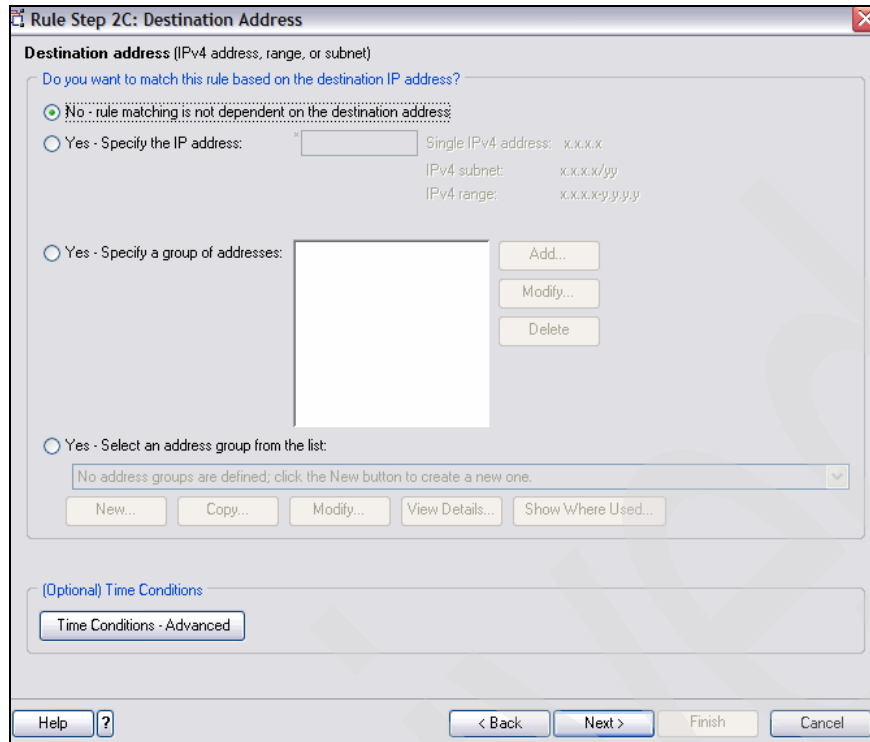 Rule Step 2C: Destination Address
Destination address (IPv4 address, range, or subnet)
Do you want to match this rule based on the destination IP address?
No - rule matching is not dependent on the destination address
Yes - Specify the IP address: * Single IPv4 address: x.x.x.x
IPv4 subnet: x.x.x.x/yy
IPv4 range: x.x.x.x-y.y.y.y
Yes - Specify a group of addresses: Add...
Modify...
Delete
Yes - Select an address group from the list:
No address groups are defined; click the New button to create a new one.
New... Copy... Modify... View Details... Show Where Used...
(Optional) Time Conditions
Time Conditions - Advanced
Help ? < Back Next > Finish Cancel